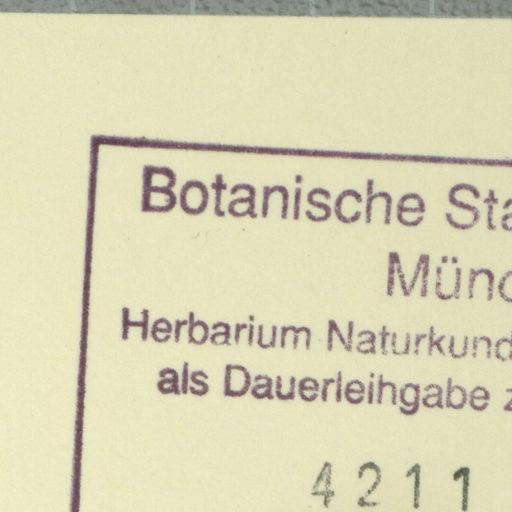 Botanische Sta
Münc
Herbarium Naturkund
als Dauerleihgabe z
4211